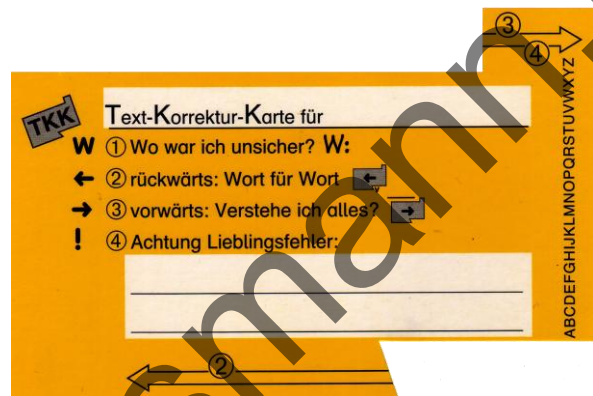 ③
④
TKK
Text-Korrektur-Karte für
W ① Wo war ich unsicher? W:
← ② rückwärts: Wort für Wort ←
→ ③ vorwärts: Verstehe ich alles? →
! ④ Achtung Lieblingsfehler:
②
ABCDEFGHIJKLMNOPQRSTUVWXYZ
smann.